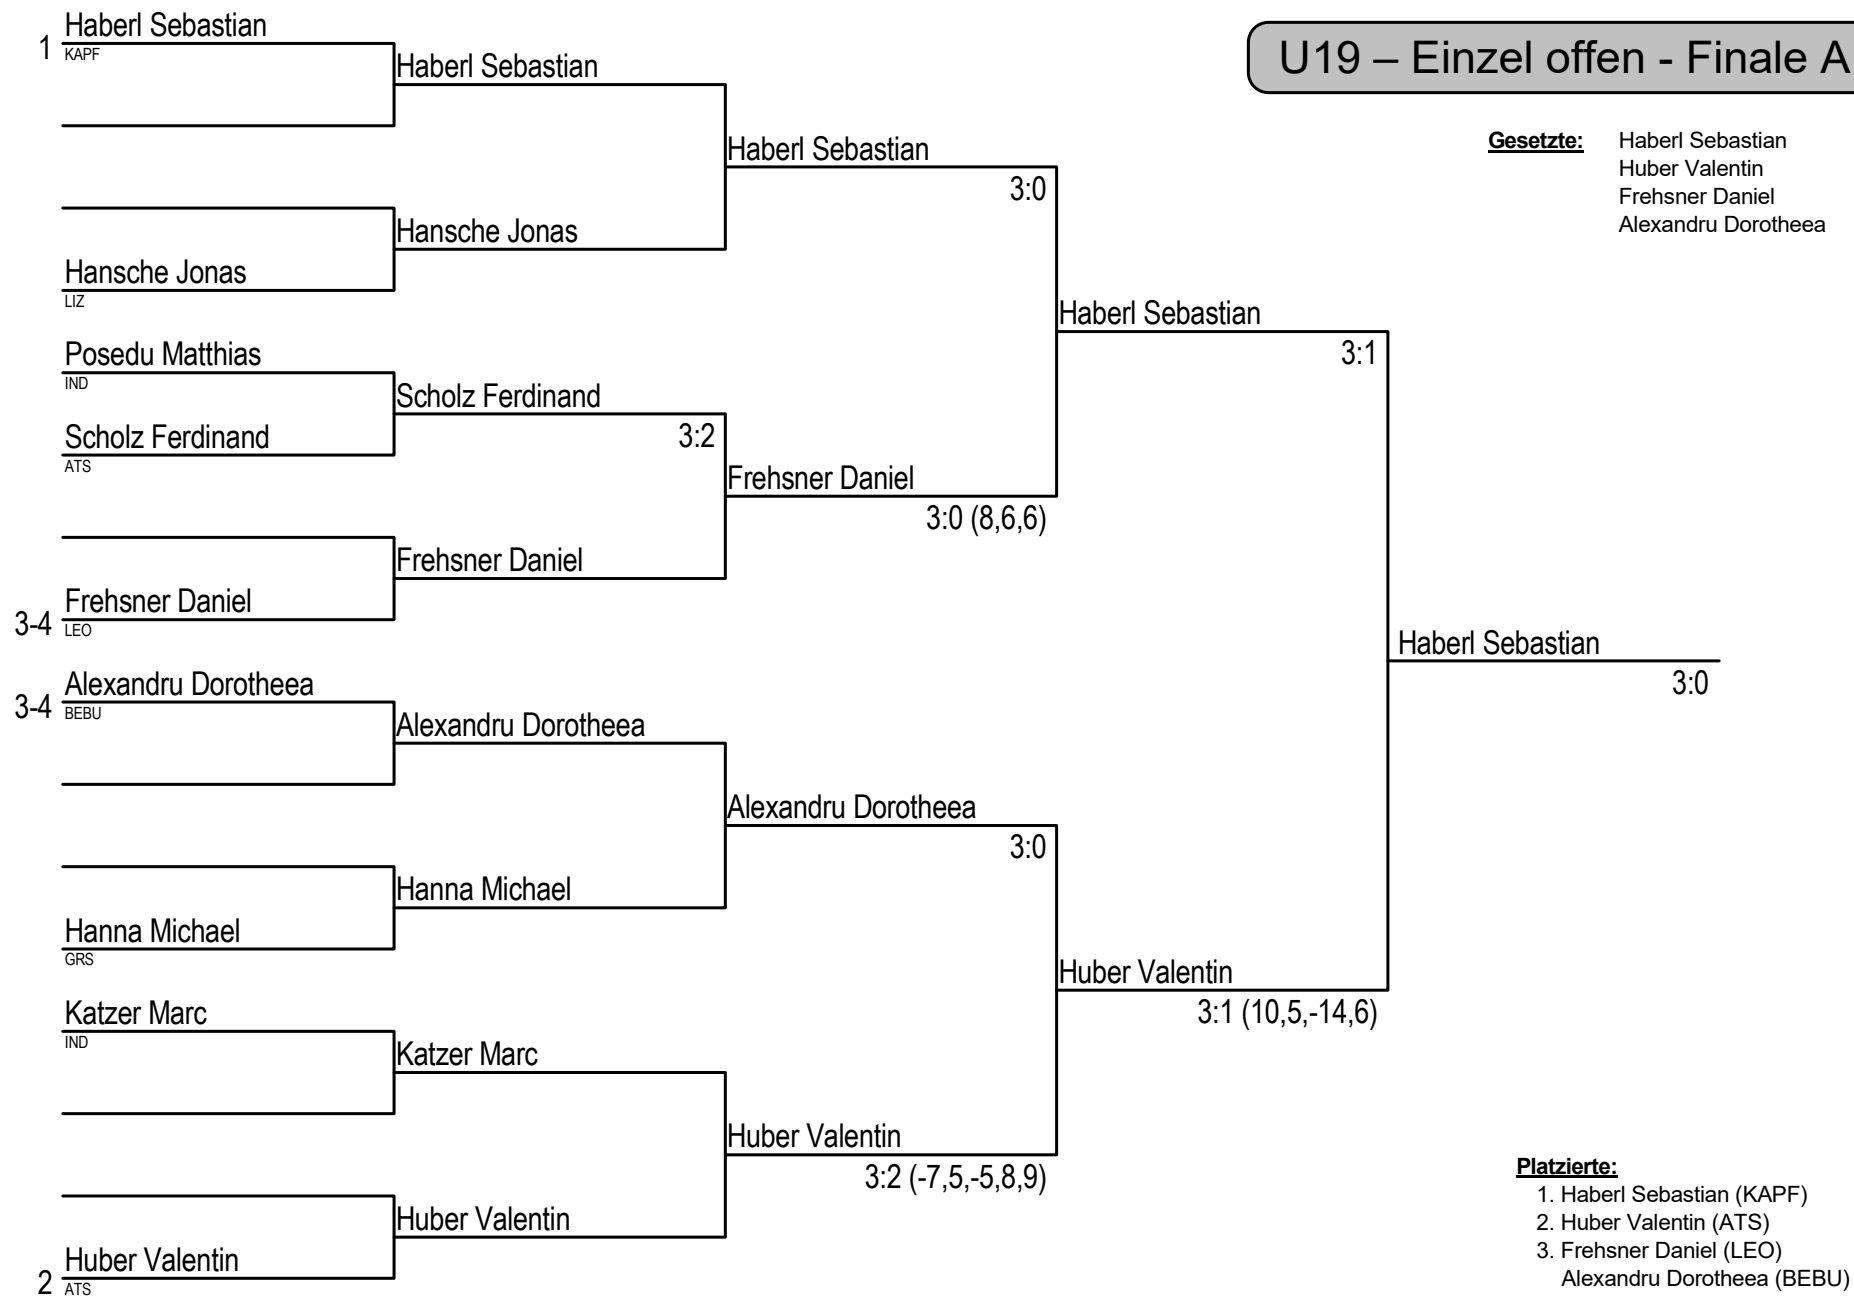 U19 – Einzel offen - Finale A
Gesetzte: Haberl Sebastian
Huber Valentin
Frehsner Daniel
Alexandru Dorotheea
1 Haberl Sebastian
KAPF
Hansche Jonas
LIZ
Posedu Matthias
IND
Scholz Ferdinand
ATS
3-4 Frehsner Daniel
LEO
3-4 Alexandru Dorotheea
BEBU
Hanna Michael
GRS
Katzer Marc
IND
2 Huber Valentin
ATS
Haberl Sebastian
Hansche Jonas
Scholz Ferdinand
3:2
Frehsner Daniel
Alexandru Dorotheea
Hanna Michael
Katzer Marc
Huber Valentin
Haberl Sebastian
3:0
Frehsner Daniel
3:0 (8,6,6)
Alexandru Dorotheea
3:0
Huber Valentin
3:2 (-7,5,-5,8,9)
Haberl Sebastian
3:1
Huber Valentin
3:1 (10,5,-14,6)
Haberl Sebastian
3:0
Platzierte:
1. Haberl Sebastian (KAPF)
2. Huber Valentin (ATS)
3. Frehsner Daniel (LEO)
Alexandru Dorotheea (BEBU)